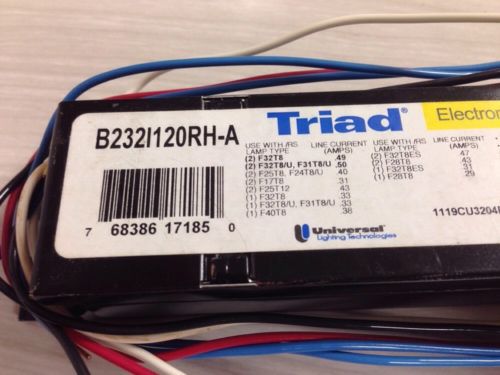 B232I120RH-A
Triad®
Electron
USE WITH /RS LINE CURRENT
LAMP TYPE (AMPS)
(2) F32T8 .49
(2) F32T8/U, F31T8/U .50
(2) F25T8, F24T8/U .40
(2) F17T8 .31
(2) F25T12 .43
(1) F32T8 .33
(1) F32T8/U, F31T8/U .33
(1) F40T8 .38
USE WITH /RS LINE CURRENT
LAMP TYPE (AMPS)
(2) F32T8ES .47
(2) F28T8 .43
(1) F32T8ES .31
(1) F28T8 .29
7 68386 17185 0
Universal
Lighting Technologies
1119CU3204